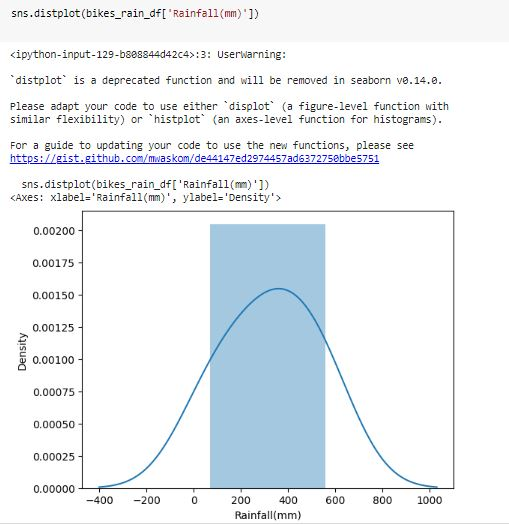 sns.distplot(bikes_rain_df['Rainfall(mm)'])
<ipython-input-129-b808844d42c4>:3: UserWarning:
`distplot` is a deprecated function and will be removed in seaborn v0.14.0.
Please adapt your code to use either `displot` (a figure-level function with
similar flexibility) or `histplot` (an axes-level function for histograms).
For a guide to updating your code to use the new functions, please see
https://gist.github.com/mwaskom/de44147ed2974457ad6372750bbe5751
sns.distplot(bikes_rain_df['Rainfall(mm)'])
<Axes: xlabel='Rainfall(mm)', ylabel='Density'>
0.00200
0.00175
0.00150
0.00125
0.00100
0.00075
0.00050
0.00025
0.00000
Density
−400 −200 0 200 400 600 800 1000
Rainfall(mm)